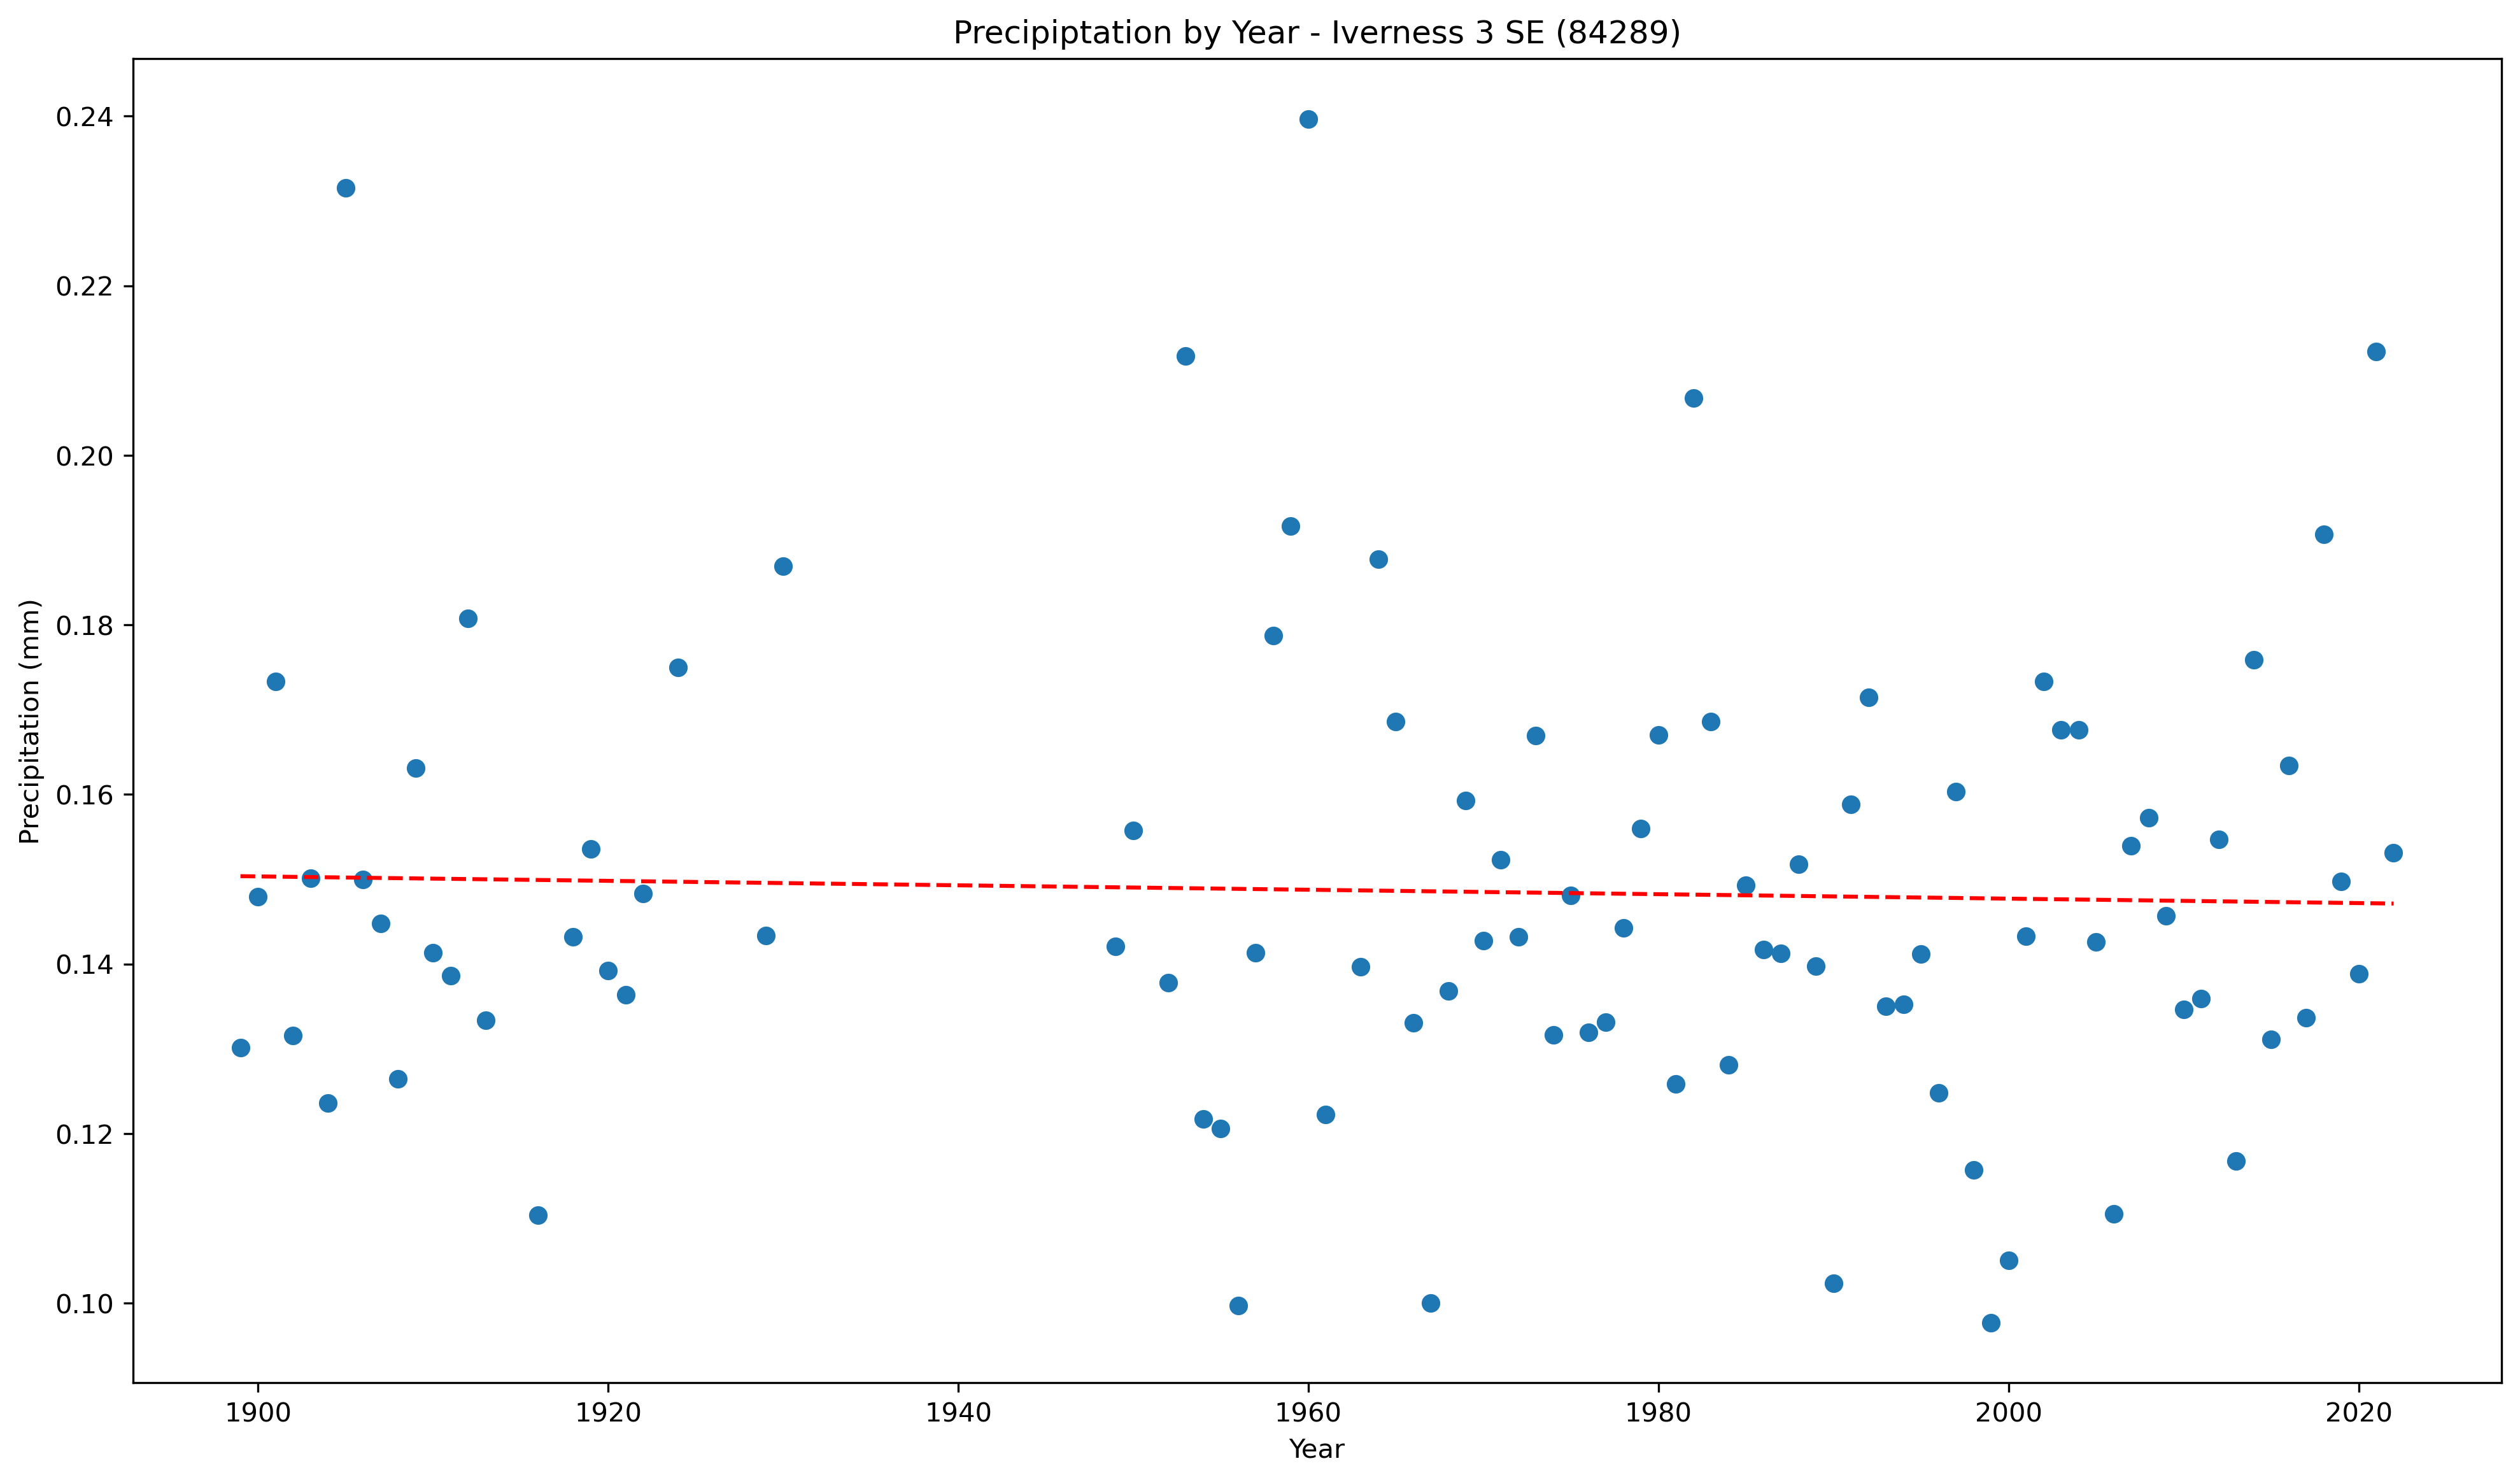 Precipiptation by Year - Iverness 3 SE (84289)
0.24
0.22
0.20
0.18
0.16
0.14
0.12
0.10
Precipitation (mm)
1900 1920 1940 1960 1980 2000 2020
Year